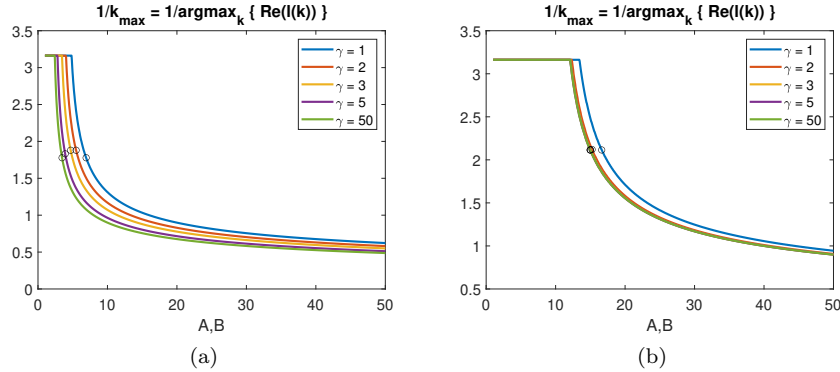 1/k_max = 1/argmax_k { Re(l(k)) }
3.5
3
2.5
2
1.5
1
0.5
0
0 10 20 30 40 50
A,B
γ = 1
γ = 2
γ = 3
γ = 5
γ = 50
(a)
1/k_max = 1/argmax_k { Re(l(k)) }
3.5
3
2.5
2
1.5
1
0.5
0 10 20 30 40 50
A,B
γ = 1
γ = 2
γ = 3
γ = 5
γ = 50
(b)